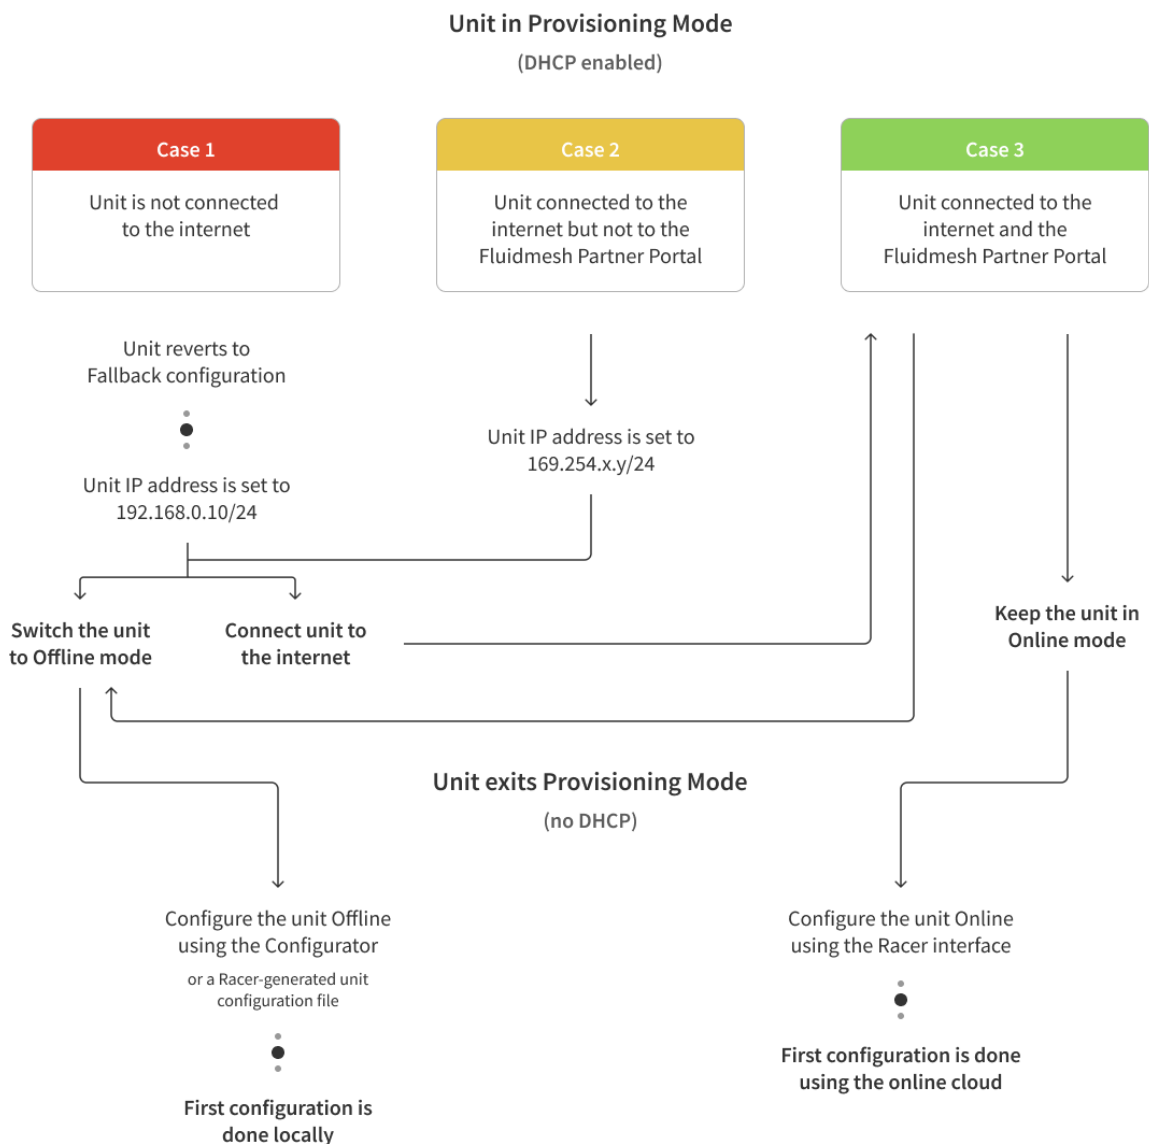 Unit in Provisioning Mode
(DHCP enabled)
Case 1
Unit is not connected
to the internet
Case 2
Unit connected to the
internet but not to the
Fluidmesh Partner Portal
Case 3
Unit connected to the
internet and the
Fluidmesh Partner Portal
Unit reverts to
Fallback configuration
Unit IP address is set to
192.168.0.10/24
Unit IP address is set to
169.254.x.y/24
Switch the unit
to Offline mode
Connect unit to
the internet
Keep the unit in
Online mode
Unit exits Provisioning Mode
(no DHCP)
Configure the unit Offline
using the Configurator
or a Racer-generated unit
configuration file
First configuration is
done locally
Configure the unit Online
using the Racer interface
First configuration is done
using the online cloud